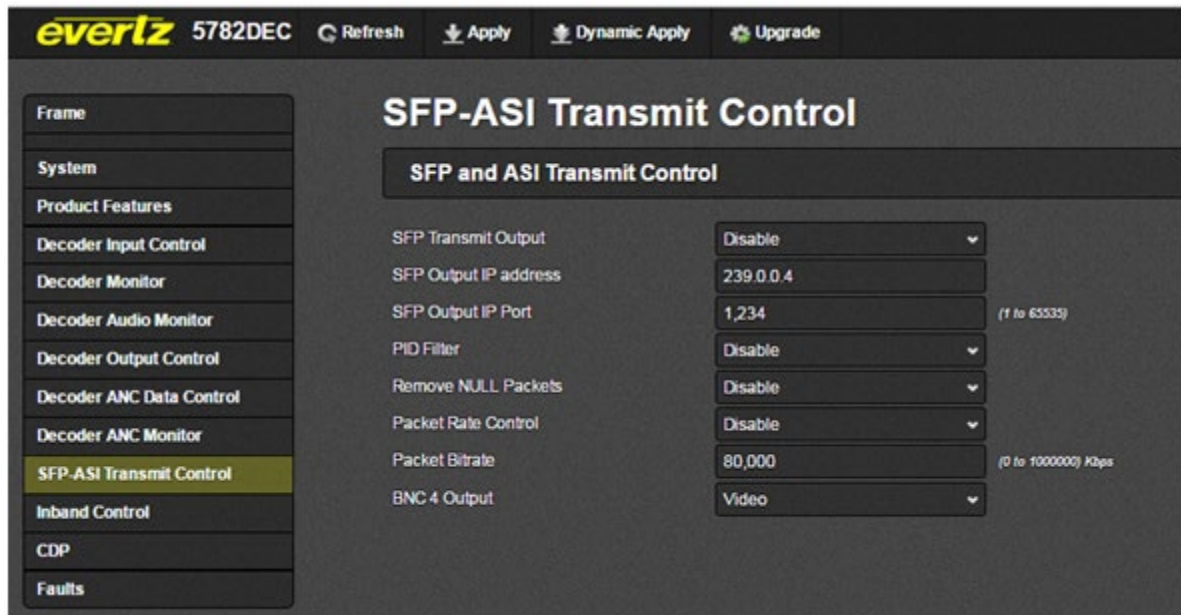 evertz 5782DEC Refresh Apply Dynamic Apply Upgrade
Frame
System
Product Features
Decoder Input Control
Decoder Monitor
Decoder Audio Monitor
Decoder Output Control
Decoder ANC Data Control
Decoder ANC Monitor
SFP-ASI Transmit Control
Inband Control
CDP
Faults
SFP-ASI Transmit Control
SFP and ASI Transmit Control
SFP Transmit Output Disable
SFP Output IP address 239.0.0.4
SFP Output IP Port 1,234 (1 to 65535)
PID Filter Disable
Remove NULL Packets Disable
Packet Rate Control Disable
Packet Bitrate 80,000 (0 to 1000000) Kbps
BNC 4 Output Video